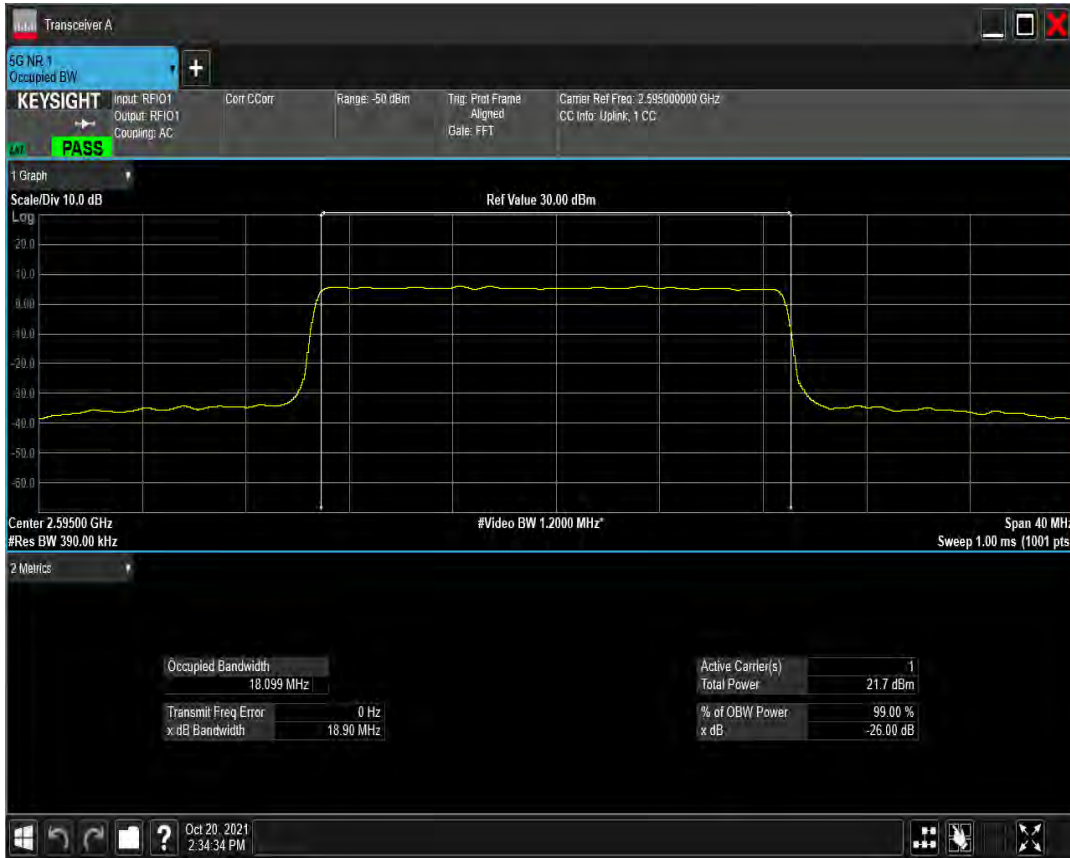 Transceiver A
5G NR 1
Occupied BW
KEYSIGHT
PASS
Input: RFIO1
Output: RFIO1
Coupling: AC
Corr CCorr
Range: -50 dBm
Trig: Prot Frame
Aligned
Gate: FFT
Carrier Ref Freq: 2.595000000 GHz
CC Info: Uplink, 1 CC
1 Graph
Scale/Div 10.0 dB
Ref Value 30.00 dBm
Log
20.0
10.0
0.00
-10.0
-20.0
-30.0
-40.0
-50.0
-60.0
Center 2.59500 GHz
#Video BW 1.2000 MHz*
Span 40 MHz
#Res BW 390.00 kHz
Sweep 1.00 ms (1001 pts
2 Metrics
Occupied Bandwidth
18.099 MHz
Transmit Freq Error 0 Hz
x dB Bandwidth 18.90 MHz
Active Carrier(s) 1
Total Power 21.7 dBm
% of OBW Power 99.00 %
x dB -26.00 dB
Oct 20, 2021
2:34:34 PM